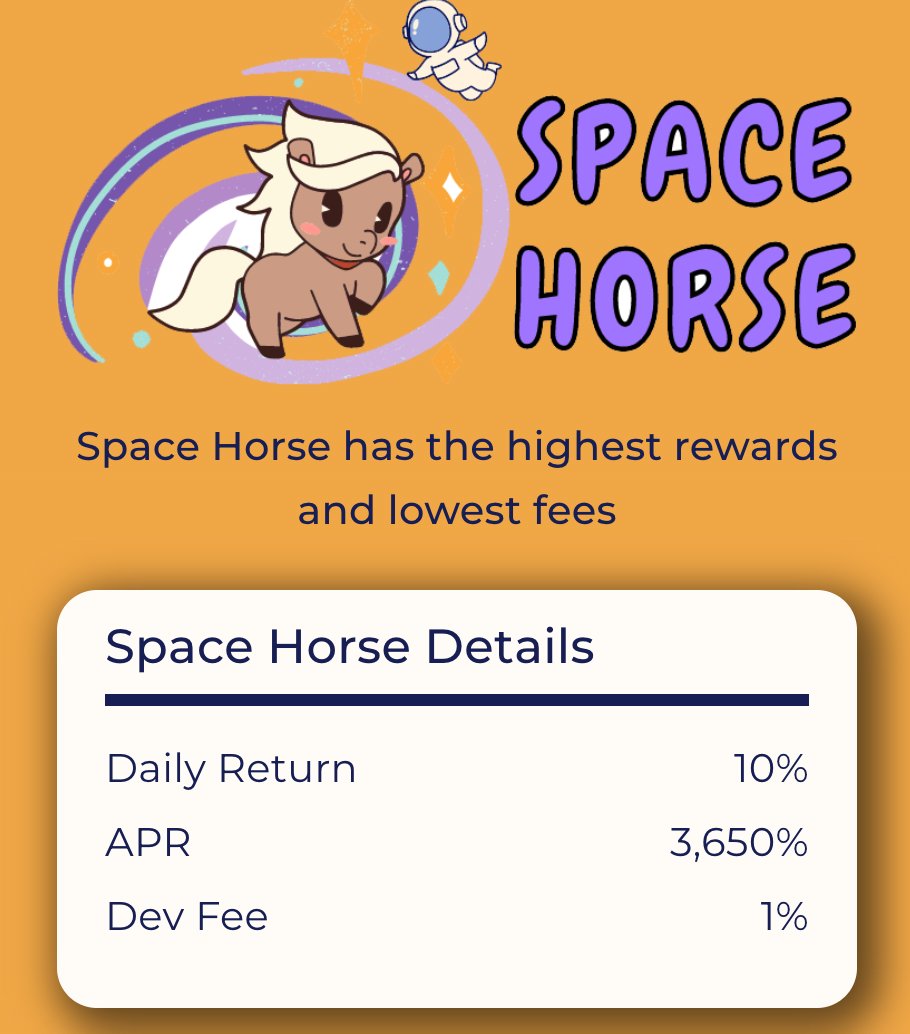 SPACE
HORSE
Space Horse has the highest rewards
and lowest fees
Space Horse Details
Daily Return 10%
APR 3,650%
Dev Fee 1%